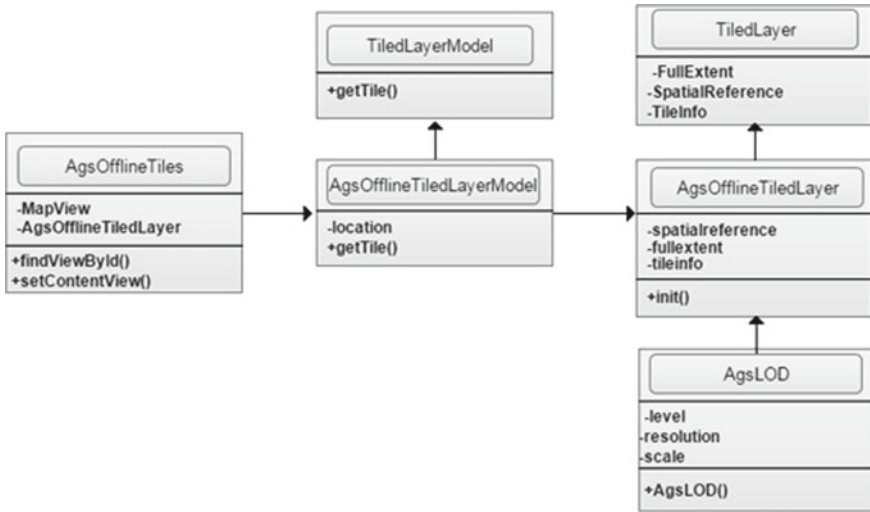 TiledLayerModel
+getTile()
TiledLayer
-FullExtent
-SpatialReference
-TileInfo
AgsOfflineTiles
-MapView
-AgsOfflineTiledLayer
+findViewById()
+setContentView()
AgsOfflineTiledLayerModel
-location
+getTile()
AgsOfflineTiledLayer
-spatialreference
-fullextent
-tileinfo
+init()
AgsLOD
-level
-resolution
-scale
+AgsLOD()